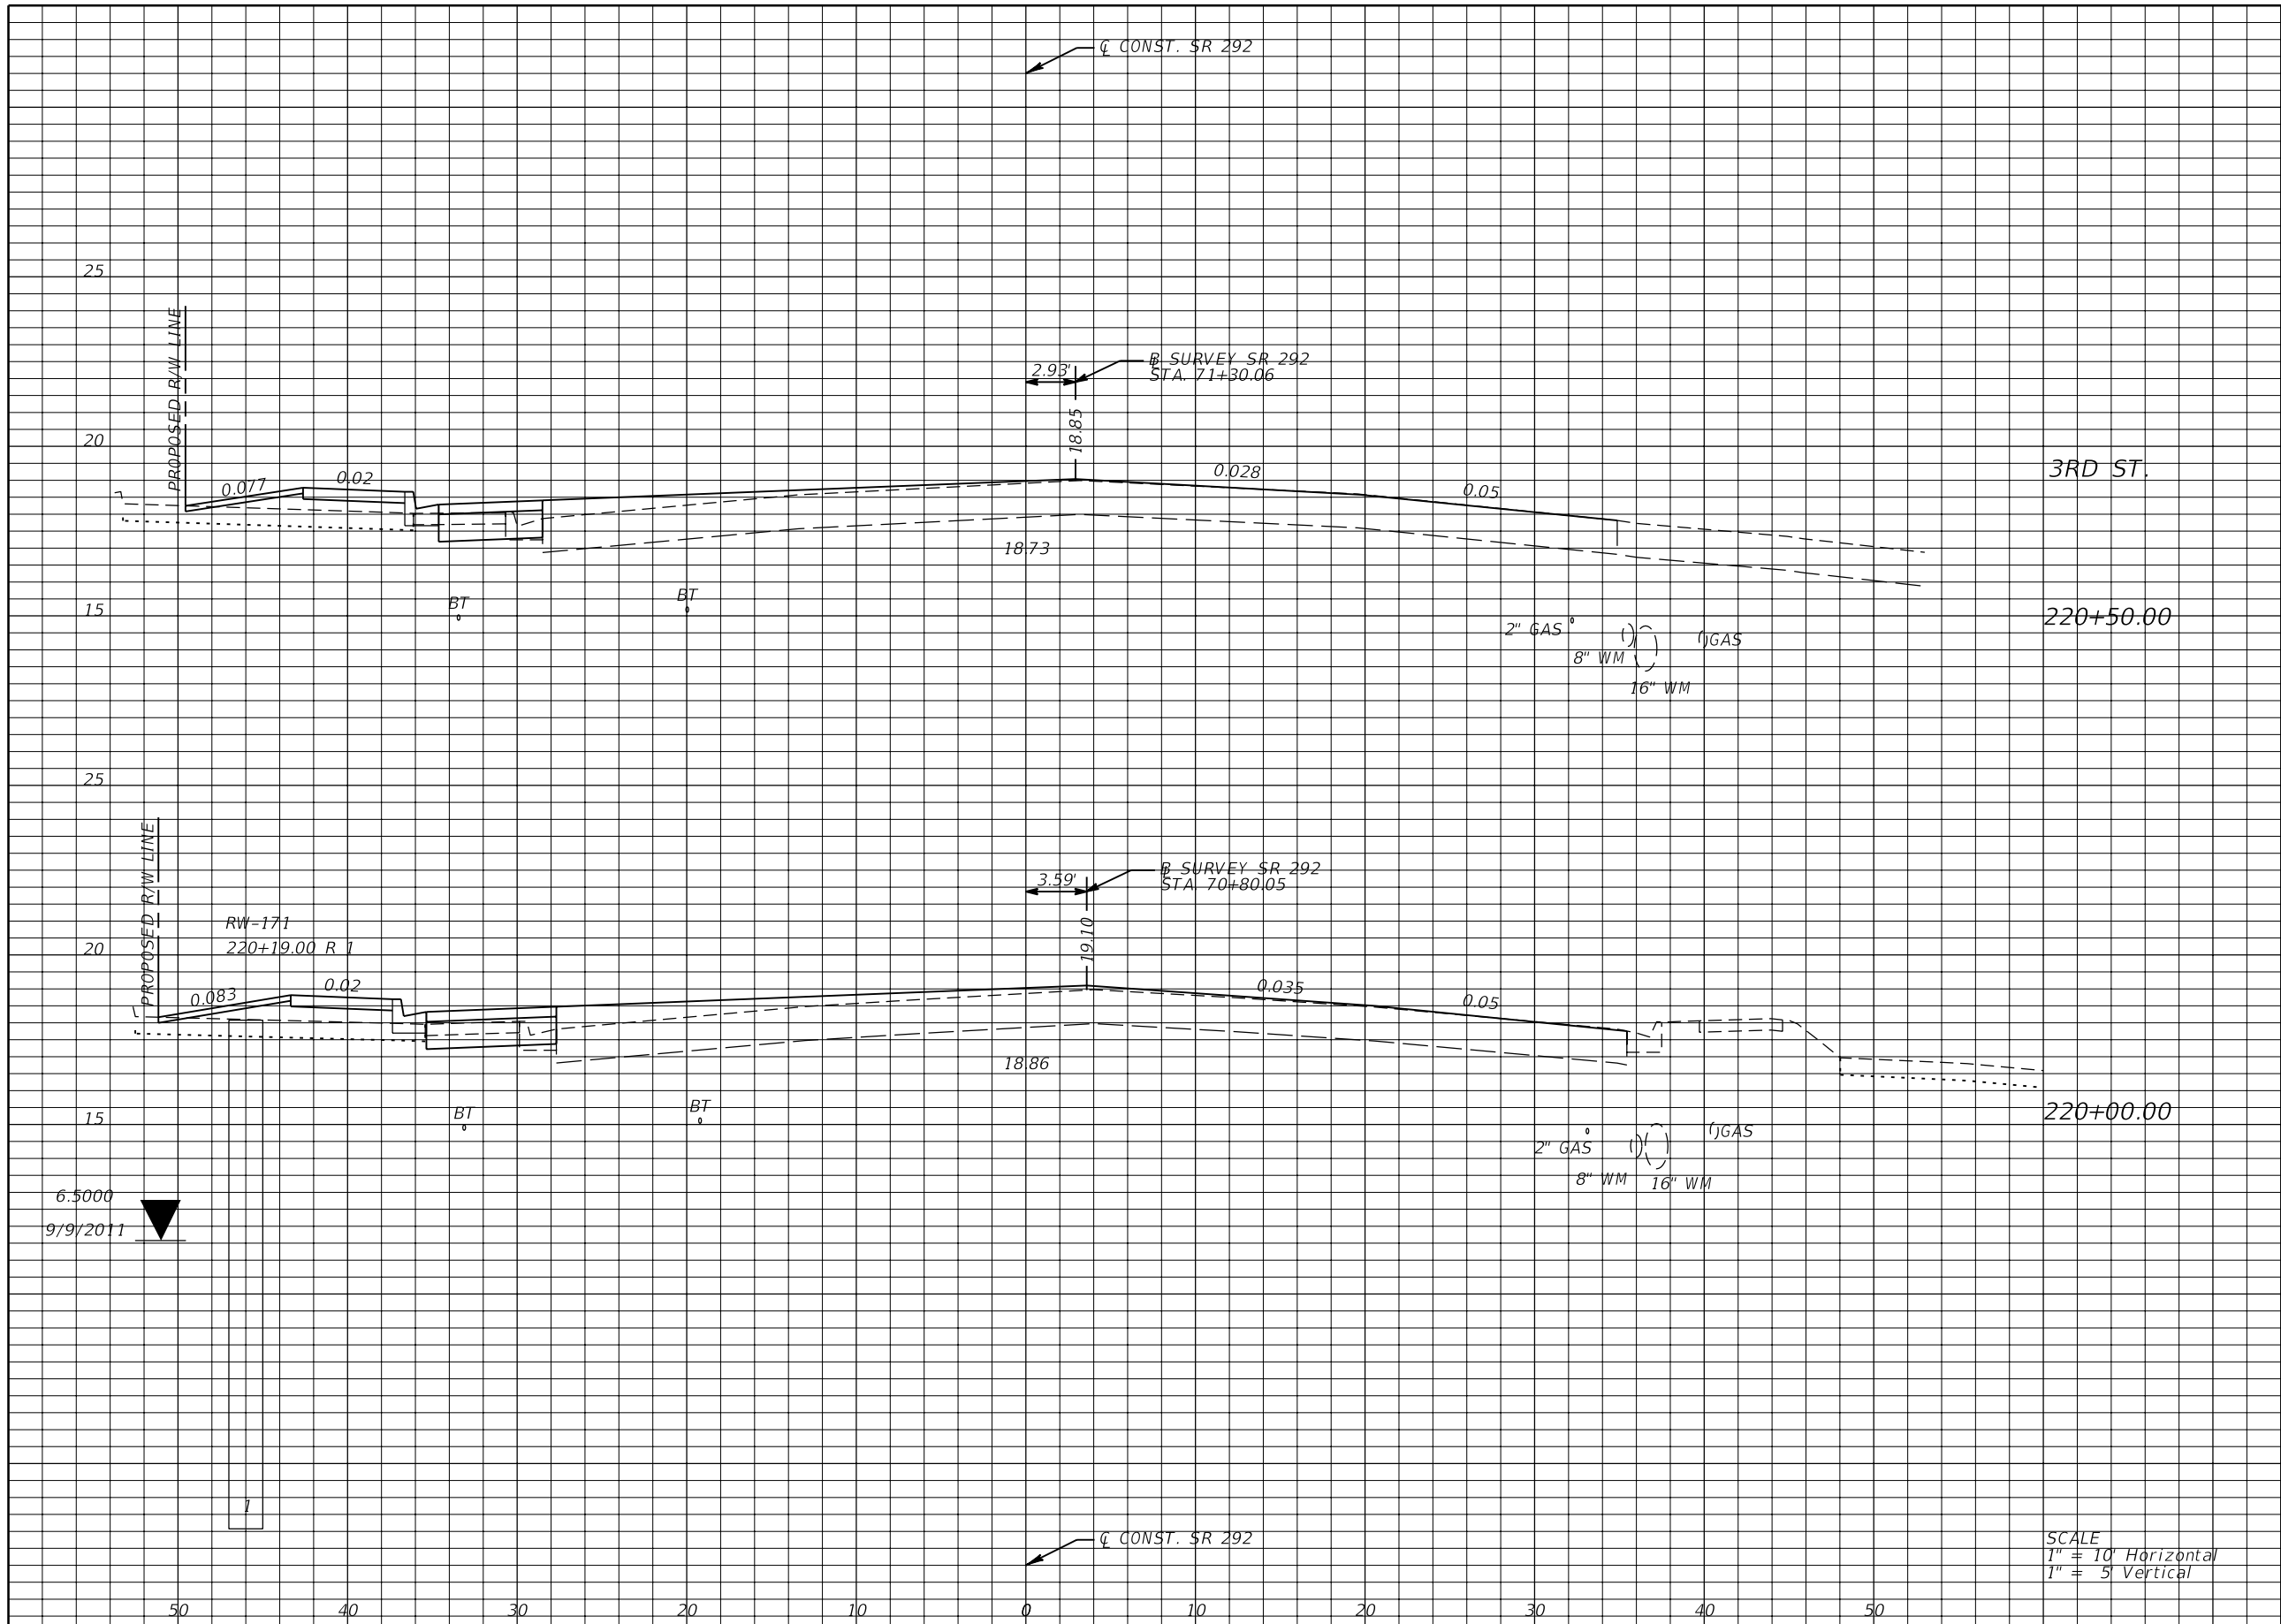 ℄ CONST. SR 292
25
PROPOSED R/W LINE
2.93'
℔ SURVEY SR 292
STA. 71+30.06
20
18.85
3RD ST.
0.077
0.02
0.028
0.05
18.73
15
BT
BT
2" GAS
8" WM
16" WM
GAS
220+50.00
25
PROPOSED R/W LINE
3.59'
℔ SURVEY SR 292
STA. 70+80.05
RW-171
220+19.00 R 1
20
19.10
0.083
0.02
0.035
0.05
18.86
15
BT
BT
2" GAS
8" WM
16" WM
GAS
220+00.00
6.5000
9/9/2011
1
℄ CONST. SR 292
SCALE
1" = 10' Horizontal
1" = 5' Vertical
50 40 30 20 10 0 10 20 30 40 50